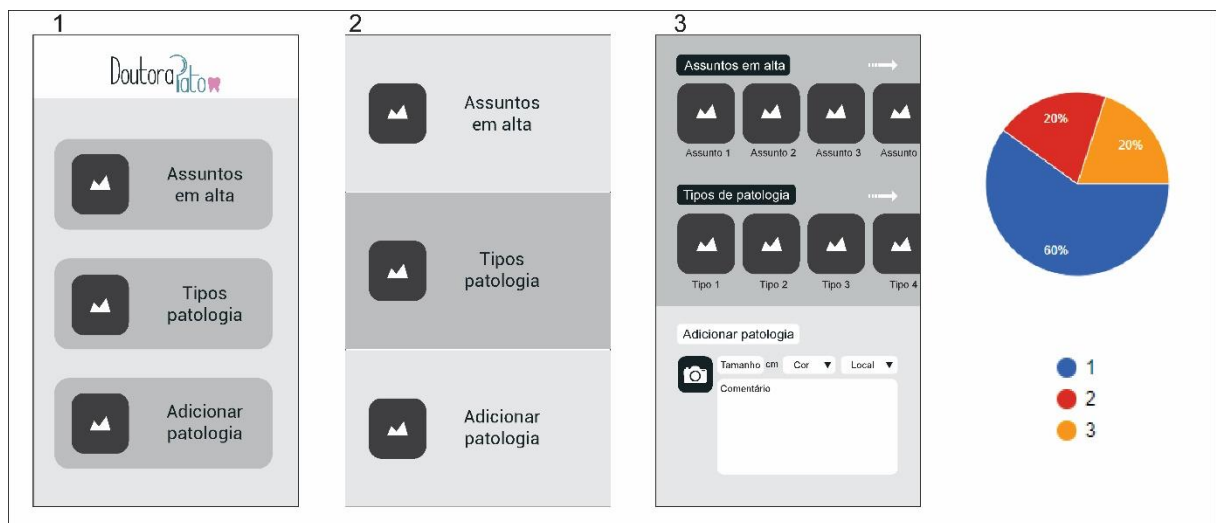 1
Doutora Pato
Assuntos
em alta
Tipos
patologia
Adicionar
patologia
2
Assuntos
em alta
Tipos
patologia
Adicionar
patologia
3
Assuntos em alta
Assunto 1 Assunto 2 Assunto 3 Assunto
Tipos de patologia
Tipo 1 Tipo 2 Tipo 3 Tipo 4
Adicionar patologia
Tamanho cm Cor Local
Comentário
20%
20%
60%
1
2
3